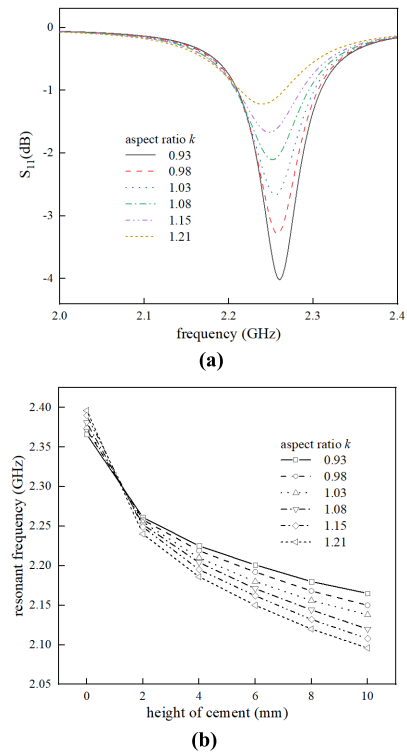 0
-1
-2
-3
-4
S11(dB)
aspect ratio k
0.93
0.98
1.03
1.08
1.15
1.21
2.0 2.1 2.2 2.3 2.4
frequency (GHz)
(a)
2.40
2.35
2.30
2.25
2.20
2.15
2.10
2.05
resonant frequency (GHz)
aspect ratio k
0.93
0.98
1.03
1.08
1.15
1.21
0 2 4 6 8 10
height of cement (mm)
(b)